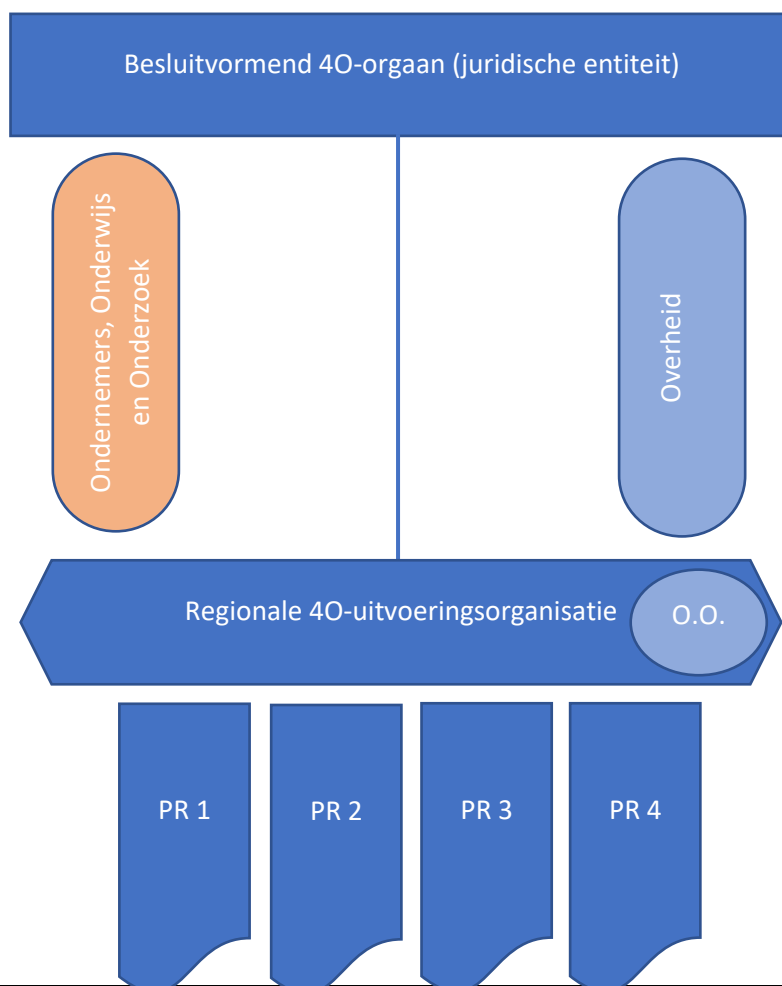 Besluitvormend 4O-orgaan (juridische entiteit)
Ondernemers, Onderwijs
en Onderzoek
Overheid
Regionale 4O-uitvoeringsorganisatie
O.O.
PR 1
PR 2
PR 3
PR 4